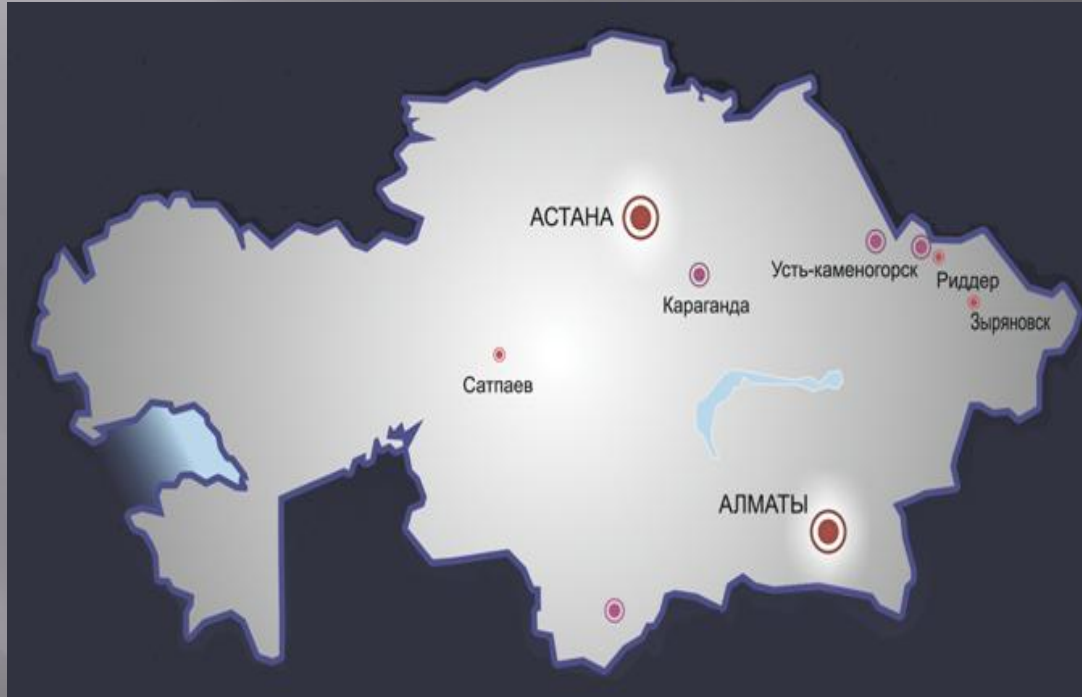 АСТАНА
Усть-каменогорск
Риддер
Караганда
Зыряновск
Сатпаев
АЛМАТЫ